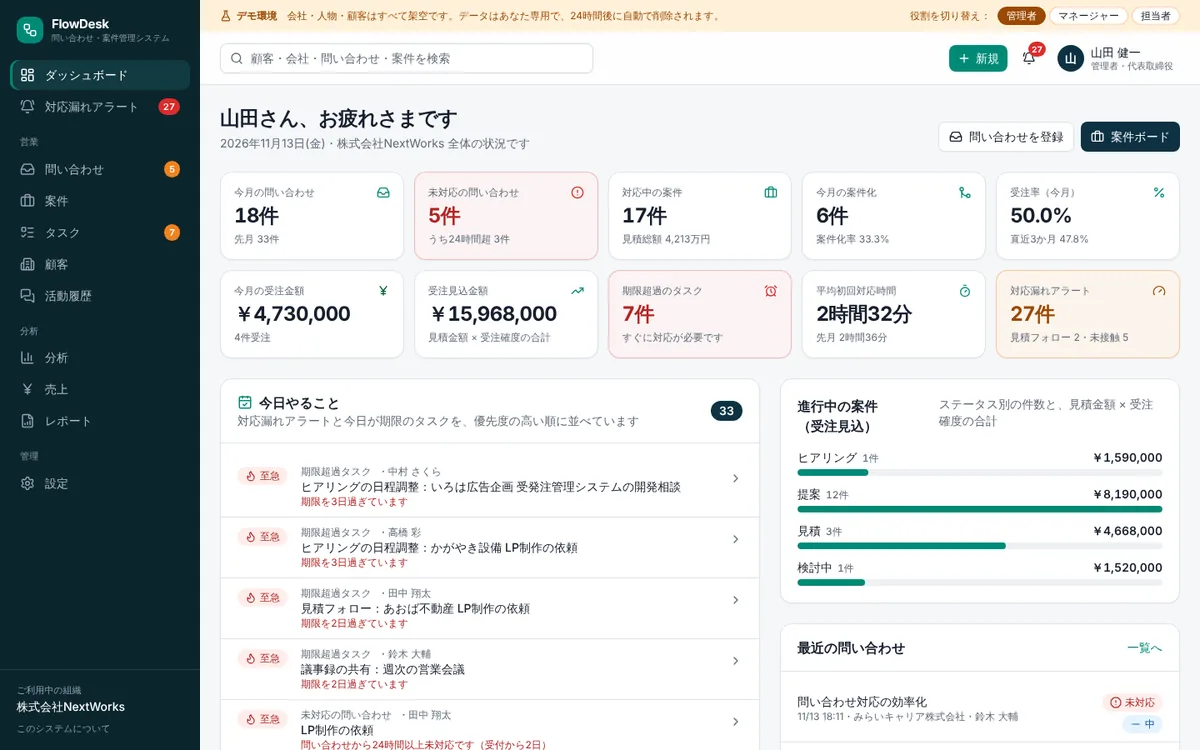 FlowDesk
問い合わせ・案件管理システム
ダッシュボード
対応漏れアラート 27
営業
問い合わせ 5
案件
タスク 7
顧客
活動履歴
分析
分析
売上
レポート
管理
設定
ご利用中の組織
株式会社NextWorks
このシステムについて
デモ環境 会社・人物・顧客はすべて架空です。データはあなた専用で、24時間後に自動で削除されます。
役割を切り替え： 管理者 マネージャー 担当者
顧客・会社・問い合わせ・案件を検索
新規
27
山 山田 健一
管理者・代表取締役
山田さん、お疲れさまです
2026年11月13日(金)・株式会社NextWorks 全体の状況です
問い合わせを登録
案件ボード
今月の問い合わせ
18件
先月 33件
未対応の問い合わせ
5件
うち24時間超 3件
対応中の案件
17件
見積総額 4,213万円
今月の案件化
6件
案件化率 33.3%
受注率（今月）
50.0%
直近3か月 47.8%
今月の受注金額
￥4,730,000
4件受注
受注見込金額
￥15,968,000
見積金額 × 受注確度の合計
期限超過のタスク
7件
すぐに対応が必要です
平均初回対応時間
2時間32分
先月 2時間36分
対応漏れアラート
27件
見積フォロー 2・未接触 5
今日やること
対応漏れアラートと今日が期限のタスクを、優先度の高い順に並べています
33
至急
期限超過タスク ・中村 さくら
ヒアリングの日程調整：いろは広告企画 受発注管理システムの開発相談
期限を3日過ぎています
至急
期限超過タスク ・高橋 彩
ヒアリングの日程調整：かがやき設備 LP制作の依頼
期限を3日過ぎています
至急
期限超過タスク ・田中 翔太
見積フォロー：あおば不動産 LP制作の依頼
期限を2日過ぎています
至急
期限超過タスク ・鈴木 大輔
議事録の共有：週次の営業会議
期限を2日過ぎています
至急
未対応の問い合わせ ・田中 翔太
LP制作の依頼
問い合わせから24時間以上未対応です（受付から2日）
進行中の案件
（受注見込）
ステータス別の件数と、見積金額 × 受注
確度の合計
ヒアリング 1件 ￥1,590,000
提案 12件 ￥8,190,000
見積 3件 ￥4,668,000
検討中 1件 ￥1,520,000
最近の問い合わせ
一覧へ
問い合わせ対応の効率化
11/13 18:11・みらいキャリア株式会社・鈴木 大輔
未対応
中